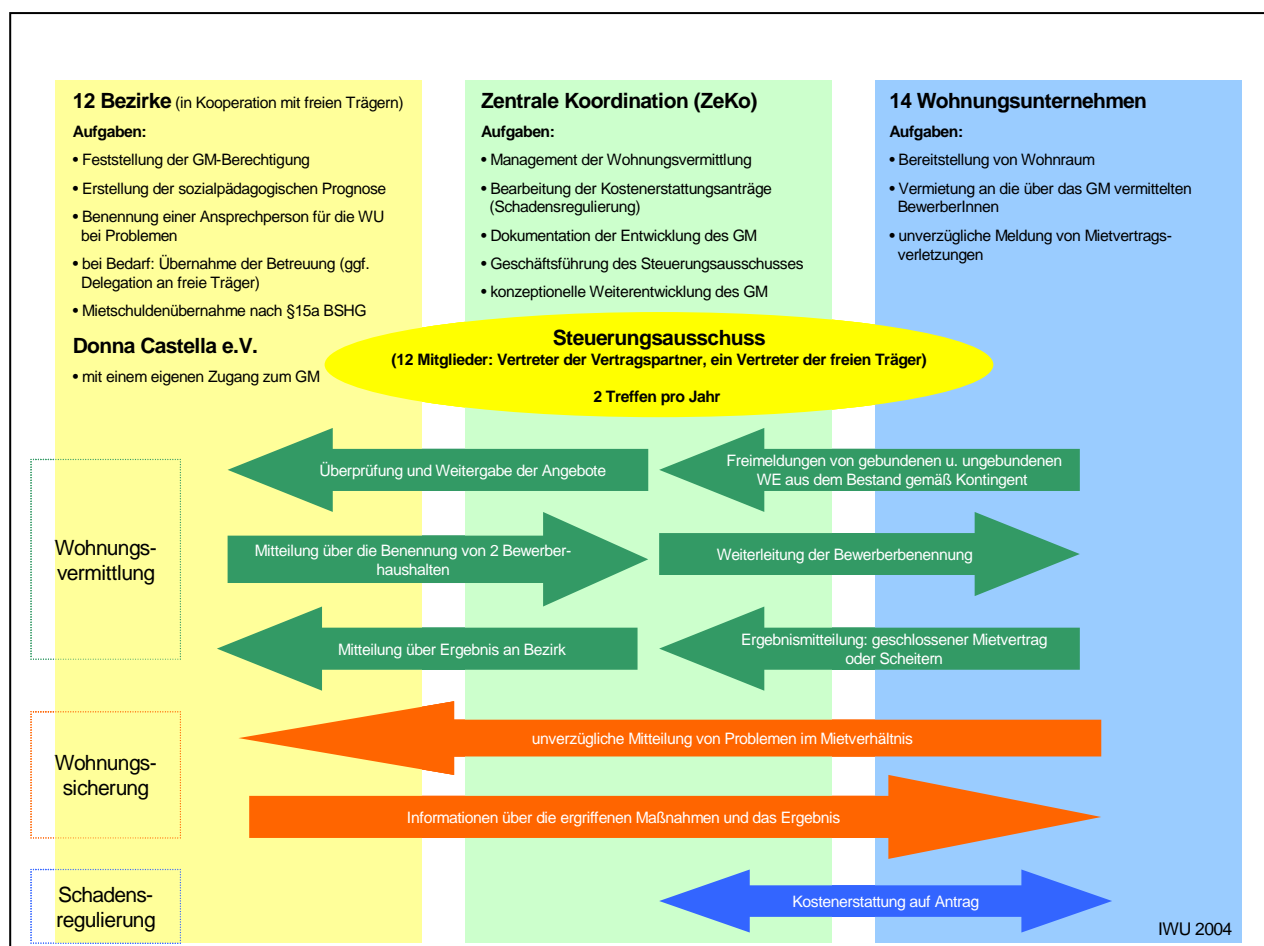 12 Bezirke (in Kooperation mit freien Trägern)
Aufgaben:
• Feststellung der GM-Berechtigung
• Erstellung der sozialpädagogischen Prognose
• Benennung einer Ansprechperson für die WU
bei Problemen
• bei Bedarf: Übernahme der Betreuung (ggf.
Delegation an freie Träger)
• Mietschuldenübernahme nach §15a BSHG
Donna Castella e.V.
• mit einem eigenen Zugang zum GM
Zentrale Koordination (ZeKo)
Aufgaben:
• Management der Wohnungsvermittlung
• Bearbeitung der Kostenerstattungsanträge
(Schadensregulierung)
• Dokumentation der Entwicklung des GM
• Geschäftsführung des Steuerungsausschusses
• konzeptionelle Weiterentwicklung des GM
14 Wohnungsunternehmen
Aufgaben:
• Bereitstellung von Wohnraum
• Vermietung an die über das GM vermittelten
BewerberInnen
• unverzügliche Meldung von Mietvertrags-
verletzungen
Steuerungsausschuss
(12 Mitglieder: Vertreter der Vertragspartner, ein Vertreter der freien Träger)
2 Treffen pro Jahr
Wohnungs-
vermittlung
Überprüfung und Weitergabe der Angebote
Freimeldungen von gebundenen u. ungebundenen
WE aus dem Bestand gemäß Kontingent
Mitteilung über die Benennung von 2 Bewerber-
haushalten
Weiterleitung der Bewerberbenennung
Mitteilung über Ergebnis an Bezirk
Ergebnismitteilung: geschlossener Mietvertrag
oder Scheitern
Wohnungs-
sicherung
unverzügliche Mitteilung von Problemen im Mietverhältnis
Informationen über die ergriffenen Maßnahmen und das Ergebnis
Schadens-
regulierung
Kostenerstattung auf Antrag
IWU 2004